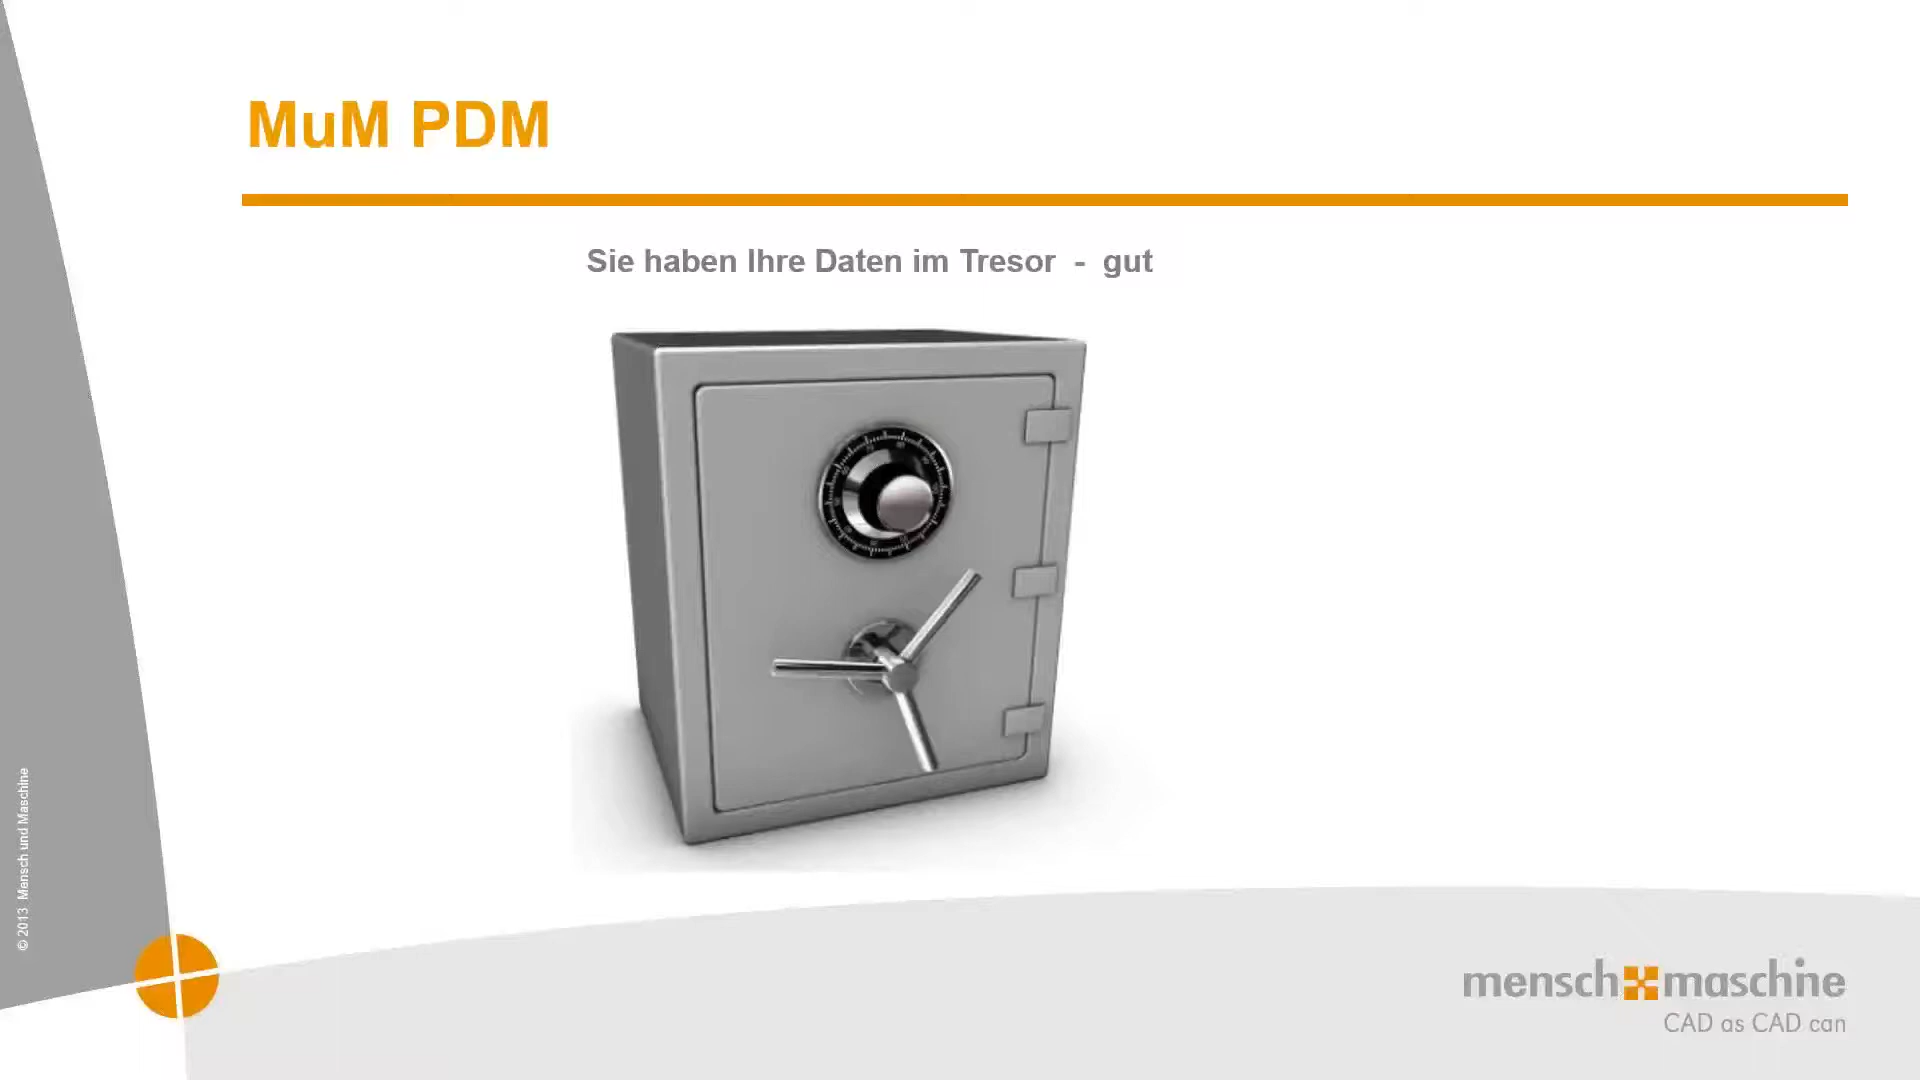 MuM PDM
Sie haben Ihre Daten im Tresor - gut
© 2013 Mensch und Maschine
mensch maschine
CAD as CAD can